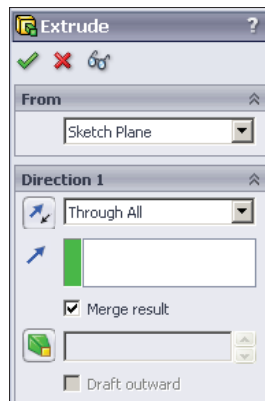 Extrude ?
From
Sketch Plane
Direction 1
Through All
Merge result
Draft outward